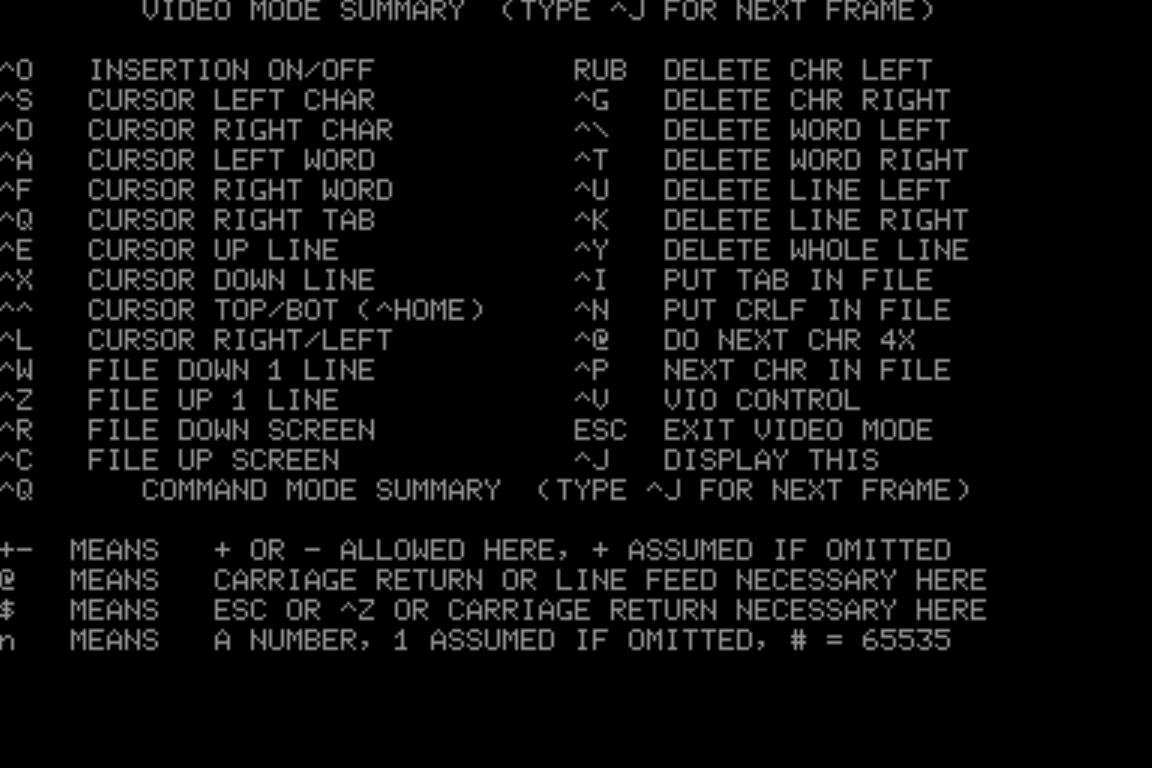 VIDEO MODE SUMMARY (TYPE ^J FOR NEXT FRAME)
^O INSERTION ON/OFF RUB DELETE CHR LEFT
^S CURSOR LEFT CHAR ^G DELETE CHR RIGHT
^D CURSOR RIGHT CHAR ^\ DELETE WORD LEFT
^A CURSOR LEFT WORD ^T DELETE WORD RIGHT
^F CURSOR RIGHT WORD ^U DELETE LINE LEFT
^Q CURSOR RIGHT TAB ^K DELETE LINE RIGHT
^E CURSOR UP LINE ^Y DELETE WHOLE LINE
^X CURSOR DOWN LINE ^I PUT TAB IN FILE
^^ CURSOR TOP/BOT (^HOME) ^N PUT CRLF IN FILE
^L CURSOR RIGHT/LEFT ^@ DO NEXT CHR 4X
^W FILE DOWN 1 LINE ^P NEXT CHR IN FILE
^Z FILE UP 1 LINE ^V VIO CONTROL
^R FILE DOWN SCREEN ESC EXIT VIDEO MODE
^C FILE UP SCREEN ^J DISPLAY THIS
^Q COMMAND MODE SUMMARY (TYPE ^J FOR NEXT FRAME)
+- MEANS + OR - ALLOWED HERE, + ASSUMED IF OMITTED
@ MEANS CARRIAGE RETURN OR LINE FEED NECESSARY HERE
$ MEANS ESC OR ^Z OR CARRIAGE RETURN NECESSARY HERE
n MEANS A NUMBER, 1 ASSUMED IF OMITTED, # = 65535